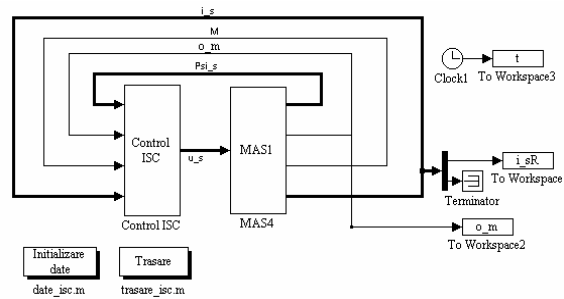 i_s
M
o_m
Psi_s
Control
ISC
Control ISC
u_s
MAS1
MAS4
Clock1
t
To Workspace3
i_sR
To Workspace
Terminator
o_m
To Workspace2
Initializare
date
date_isc.m
Trasare
trasare_isc.m